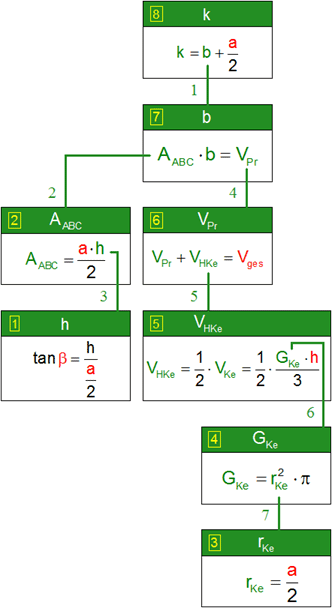 8 k
k = b + a/2
1
7 b
A_ABC · b = V_Pr
2 4
2 A_ABC 6 V_Pr
A_ABC = a·h/2 V_Pr + V_HKe = V_ges
3 5
1 h 5 V_HKe
tan β = h/(a/2) V_HKe = 1/2 · V_Ke = 1/2 · G_Ke · h/3
6
4 G_Ke
G_Ke = r_Ke^2 · π
7
3 r_Ke
r_Ke = a/2